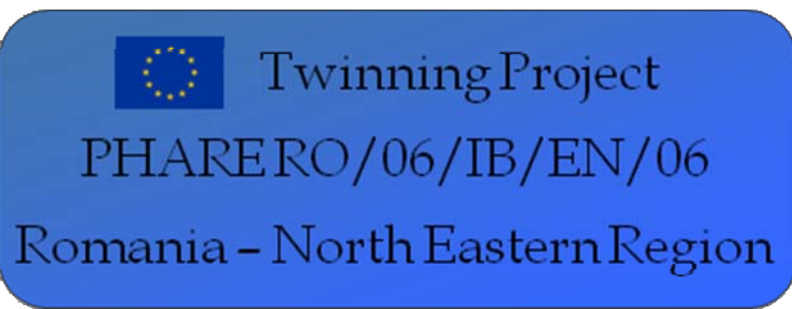 Twinning Project
PHARE RO/06/IB/EN/06
Romania – North Eastern Region